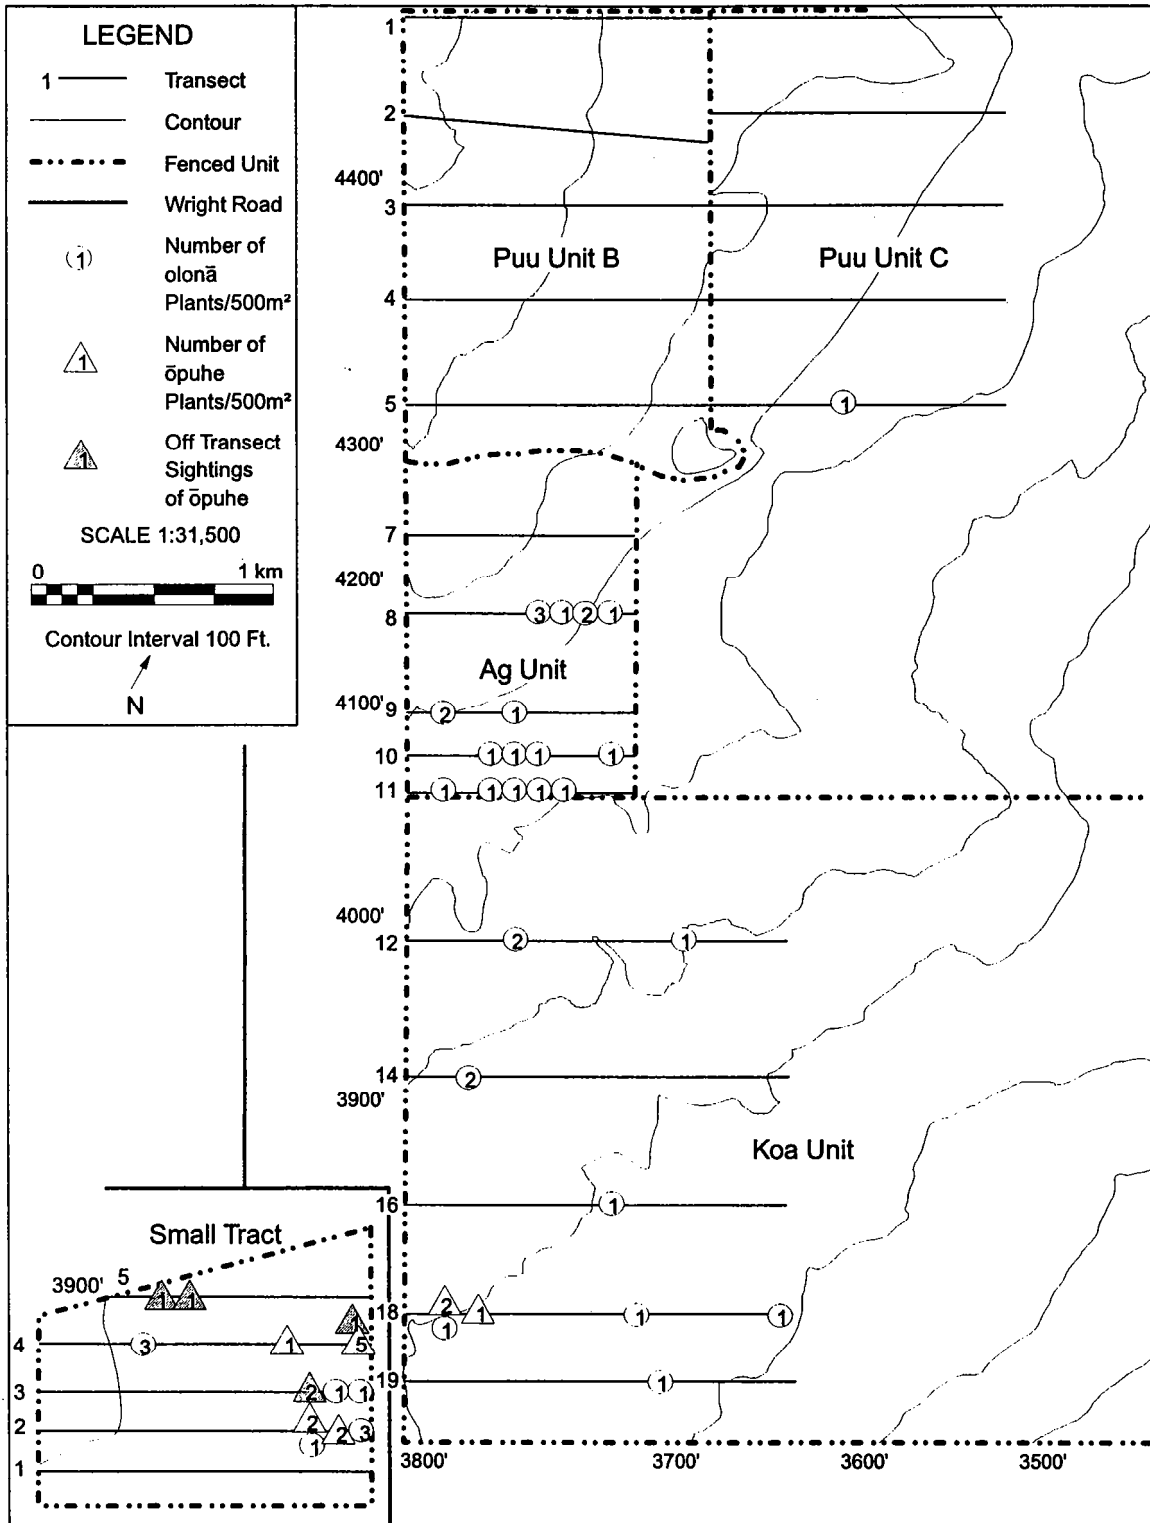 LEGEND
1 Transect
Contour
Fenced Unit
Wright Road
1 Number of
olonā
Plants/500m²
1 Number of
ōpuhe
Plants/500m²
1 Off Transect
Sightings
of ōpuhe
SCALE 1:31,500
0 1 km
Contour Interval 100 Ft.
N
1
2
4400'
3
Puu Unit B Puu Unit C
4
5 1
4300'
7
4200'
8 3 1 2 1
Ag Unit
4100'
9 2 1
10 1 1 1 1
11 1 1 1 1 1
4000'
12 2 1
14 2
3900'
Koa Unit
16 1
Small Tract
3900' 5
1 1
18 2 1 1 1
1
1
4 3 1 5
19 1
3 2 1 1
2 2 2 3
1
1
3800' 3700' 3600' 3500'